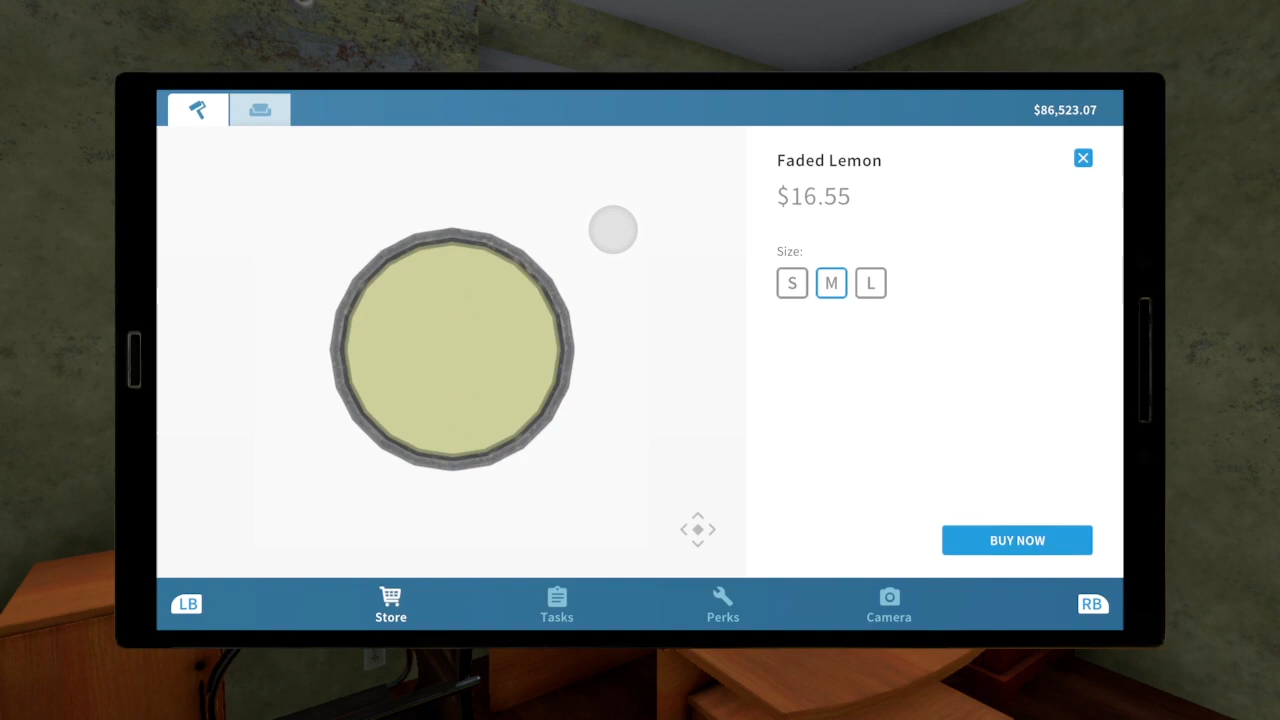 $86,523.07
Faded Lemon
$16.55
Size:
S M L
BUY NOW
LB Store Tasks Perks Camera RB